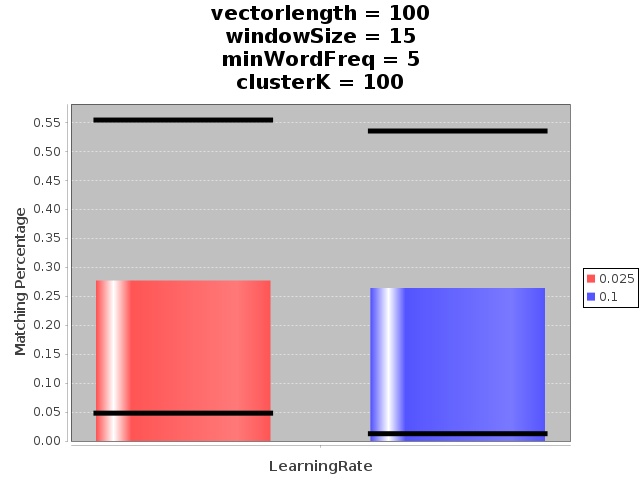 vectorlength = 100
windowSize = 15
minWordFreq = 5
clusterK = 100
0.55
0.50
0.45
0.40
0.35
0.30
0.25
0.20
0.15
0.10
0.05
0.00
Matching Percentage
LearningRate
0.025
0.1